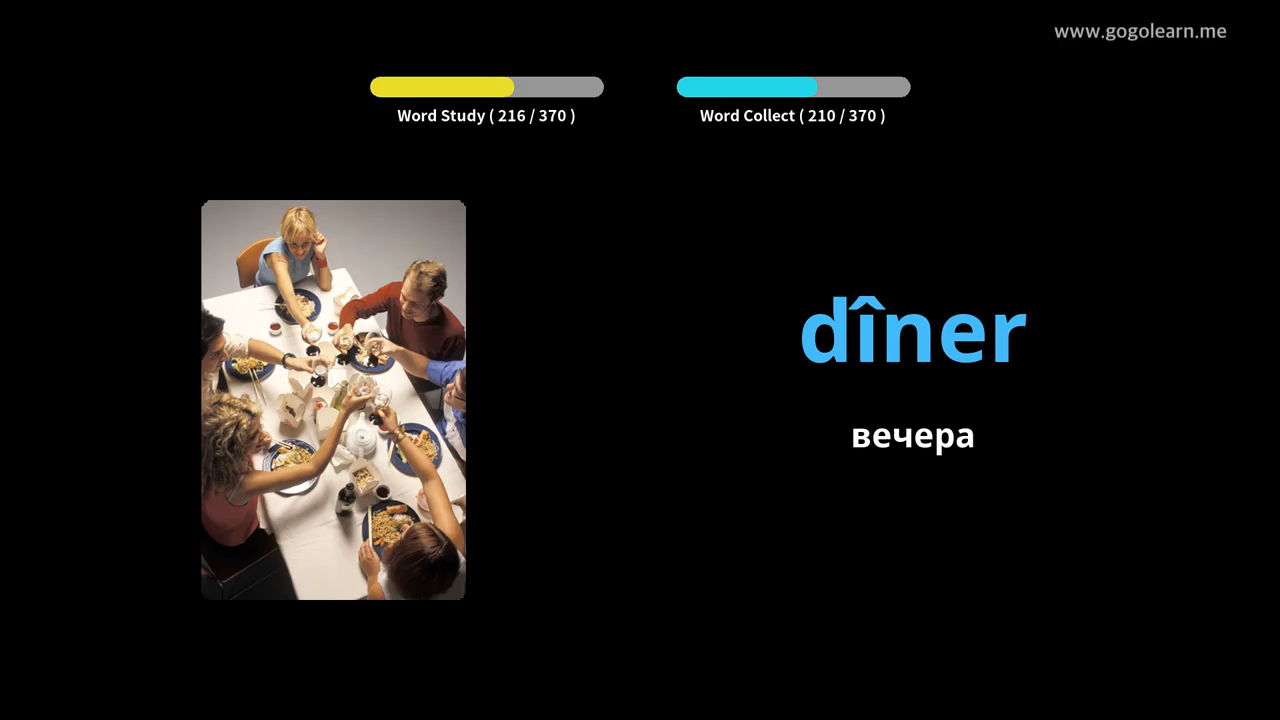 www.gogolearn.me
Word Study ( 216 / 370 )
Word Collect ( 210 / 370 )
dîner
вечера